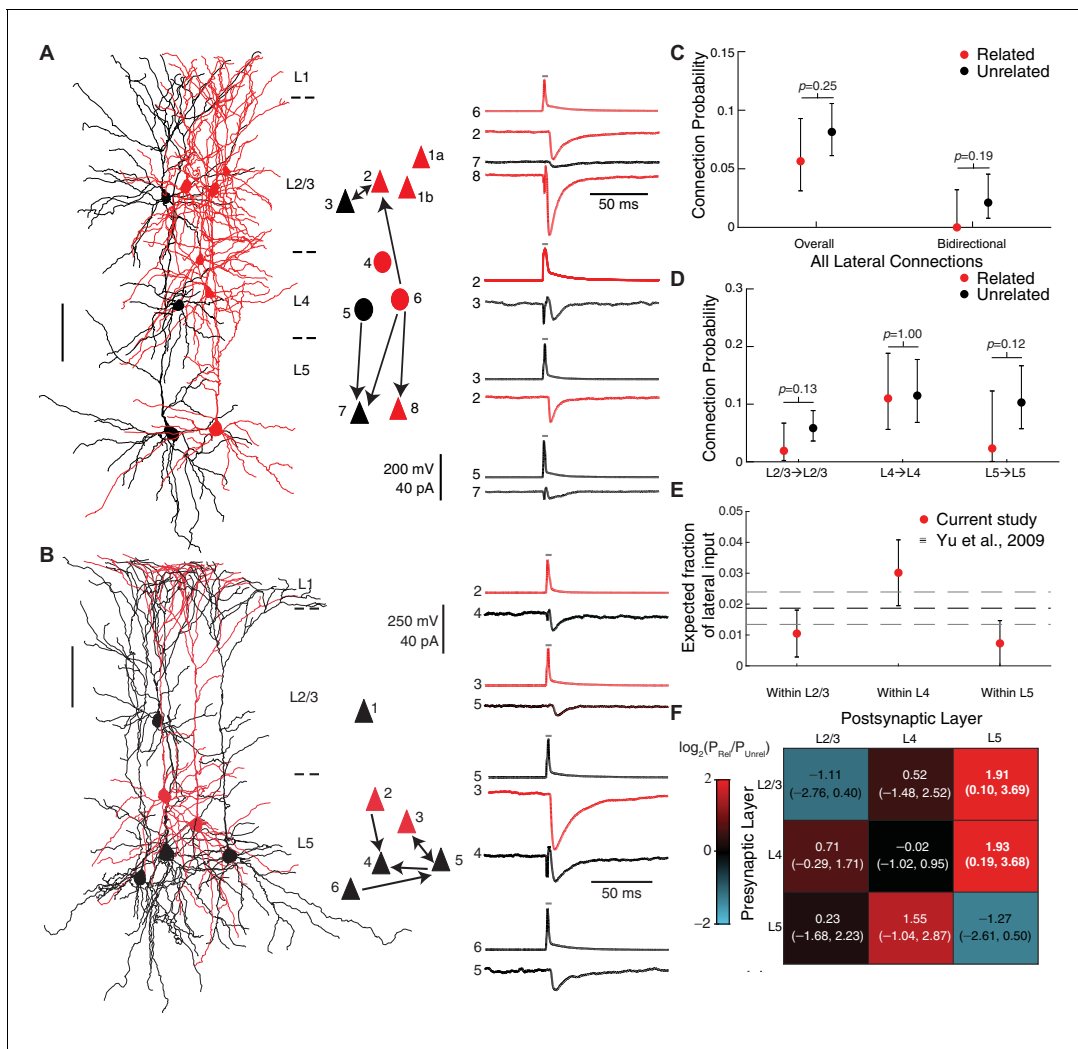 A
L1
L2/3
L4
L5
1a
2
1b
3
4
5
6
7
8
6
2
7
8
50 ms
2
3
3
2
5
7
200 mV
40 pA
B
L1
L2/3
L5
1
2
3
4
5
6
250 mV
40 pA
2
4
3
5
5
3
4
50 ms
6
5
C
Related
Unrelated
Connection Probability
0.15
0.1
0.05
0
p=0.25
p=0.19
Overall
Bidirectional
All Lateral Connections
D
Related
Unrelated
Connection Probability
0.3
0.2
0.1
0
p=0.13
p=1.00
p=0.12
L2/3→L2/3
L4→L4
L5→L5
E
Current study
Yu et al., 2009
Expected fraction
of lateral input
0.05
0.04
0.03
0.02
0.01
0
Within L2/3
Within L4
Within L5
F
log2(PRel/PUnrel)
2
0
−2
Postsynaptic Layer
L2/3
L4
L5
Presynaptic Layer
L2/3
L4
L5
−1.11
(−2.76, 0.40)
0.52
(−1.48, 2.52)
1.91
(0.10, 3.69)
0.71
(−0.29, 1.71)
−0.02
(−1.02, 0.95)
1.93
(0.19, 3.68)
0.23
(−1.68, 2.23)
1.55
(−1.04, 2.87)
−1.27
(−2.61, 0.50)